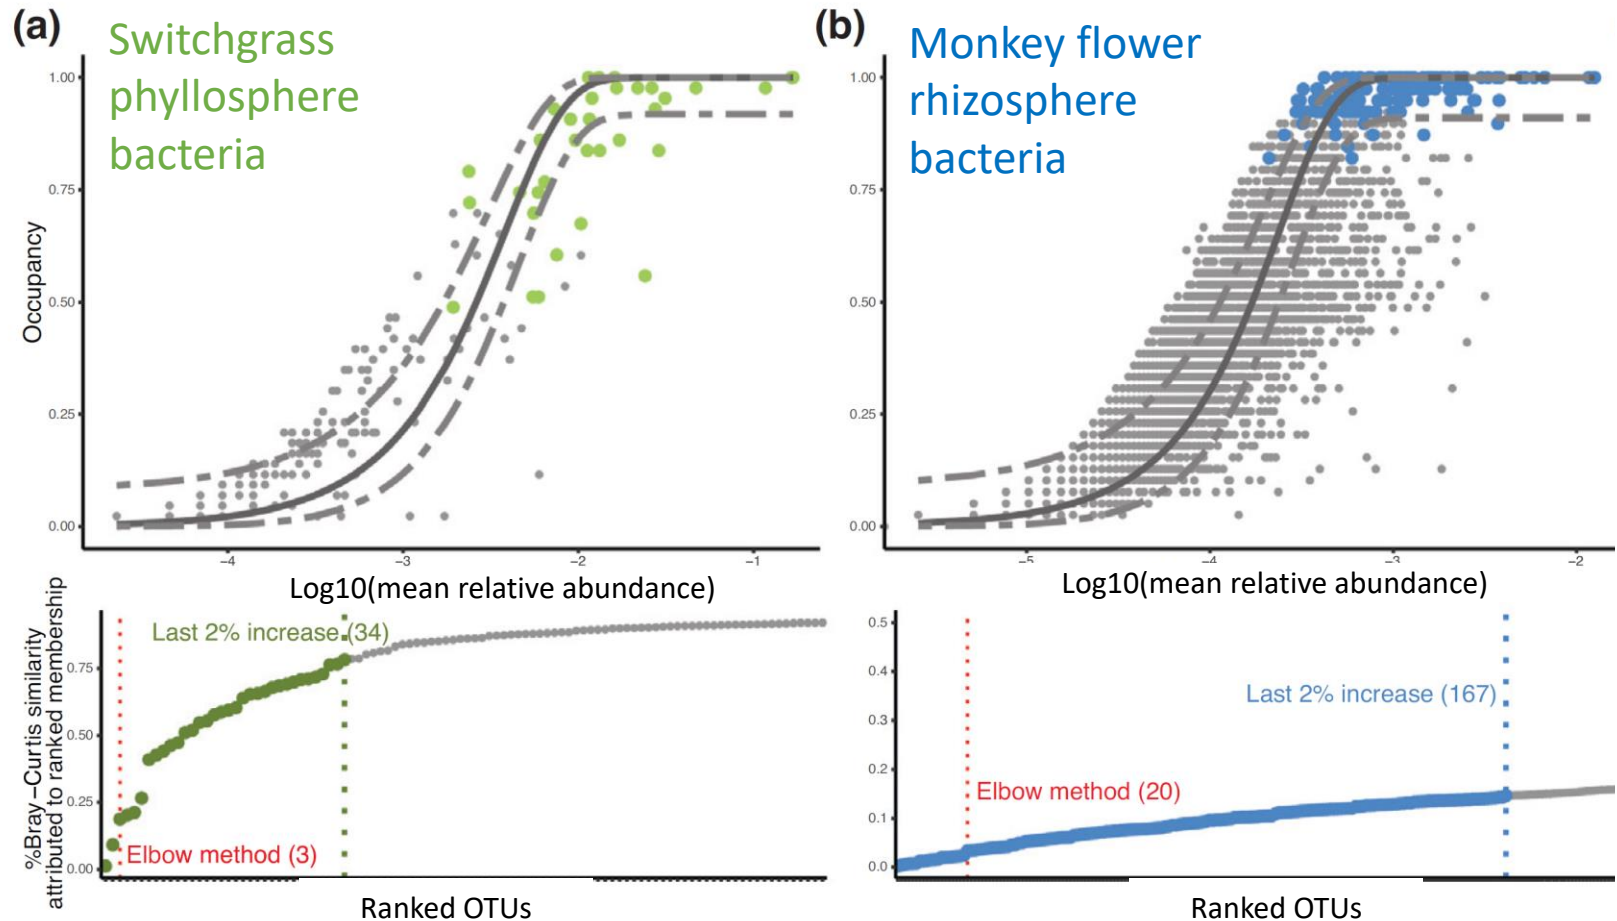 (a)
Switchgrass
phyllosphere
bacteria
1.00
0.75
0.50
0.25
0.00
Occupancy
−4
−3
−2
−1
Log10(mean relative abundance)
(b)
Monkey flower
rhizosphere
bacteria
1.00
0.75
0.50
0.25
0.00
−5
−4
−3
−2
Log10(mean relative abundance)
%Bray−Curtis similarity
attributed to ranked membership
0.75
0.50
0.25
0.00
Last 2% increase (34)
Elbow method (3)
Ranked OTUs
0.5
0.4
0.3
0.2
0.1
0.0
Last 2% increase (167)
Elbow method (20)
Ranked OTUs